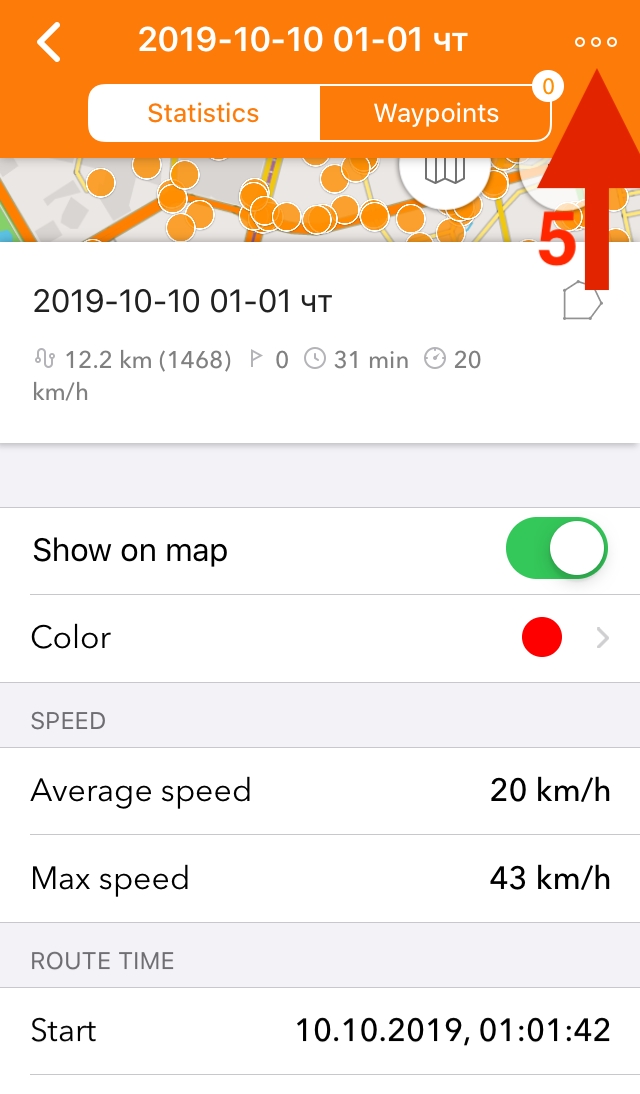 2019-10-10 01-01 чт
Statistics
Waypoints
0
5
2019-10-10 01-01 чт
12.2 km (1468) 0 31 min 20
km/h
Show on map
Color
SPEED
Average speed 20 km/h
Max speed 43 km/h
ROUTE TIME
Start 10.10.2019, 01:01:42